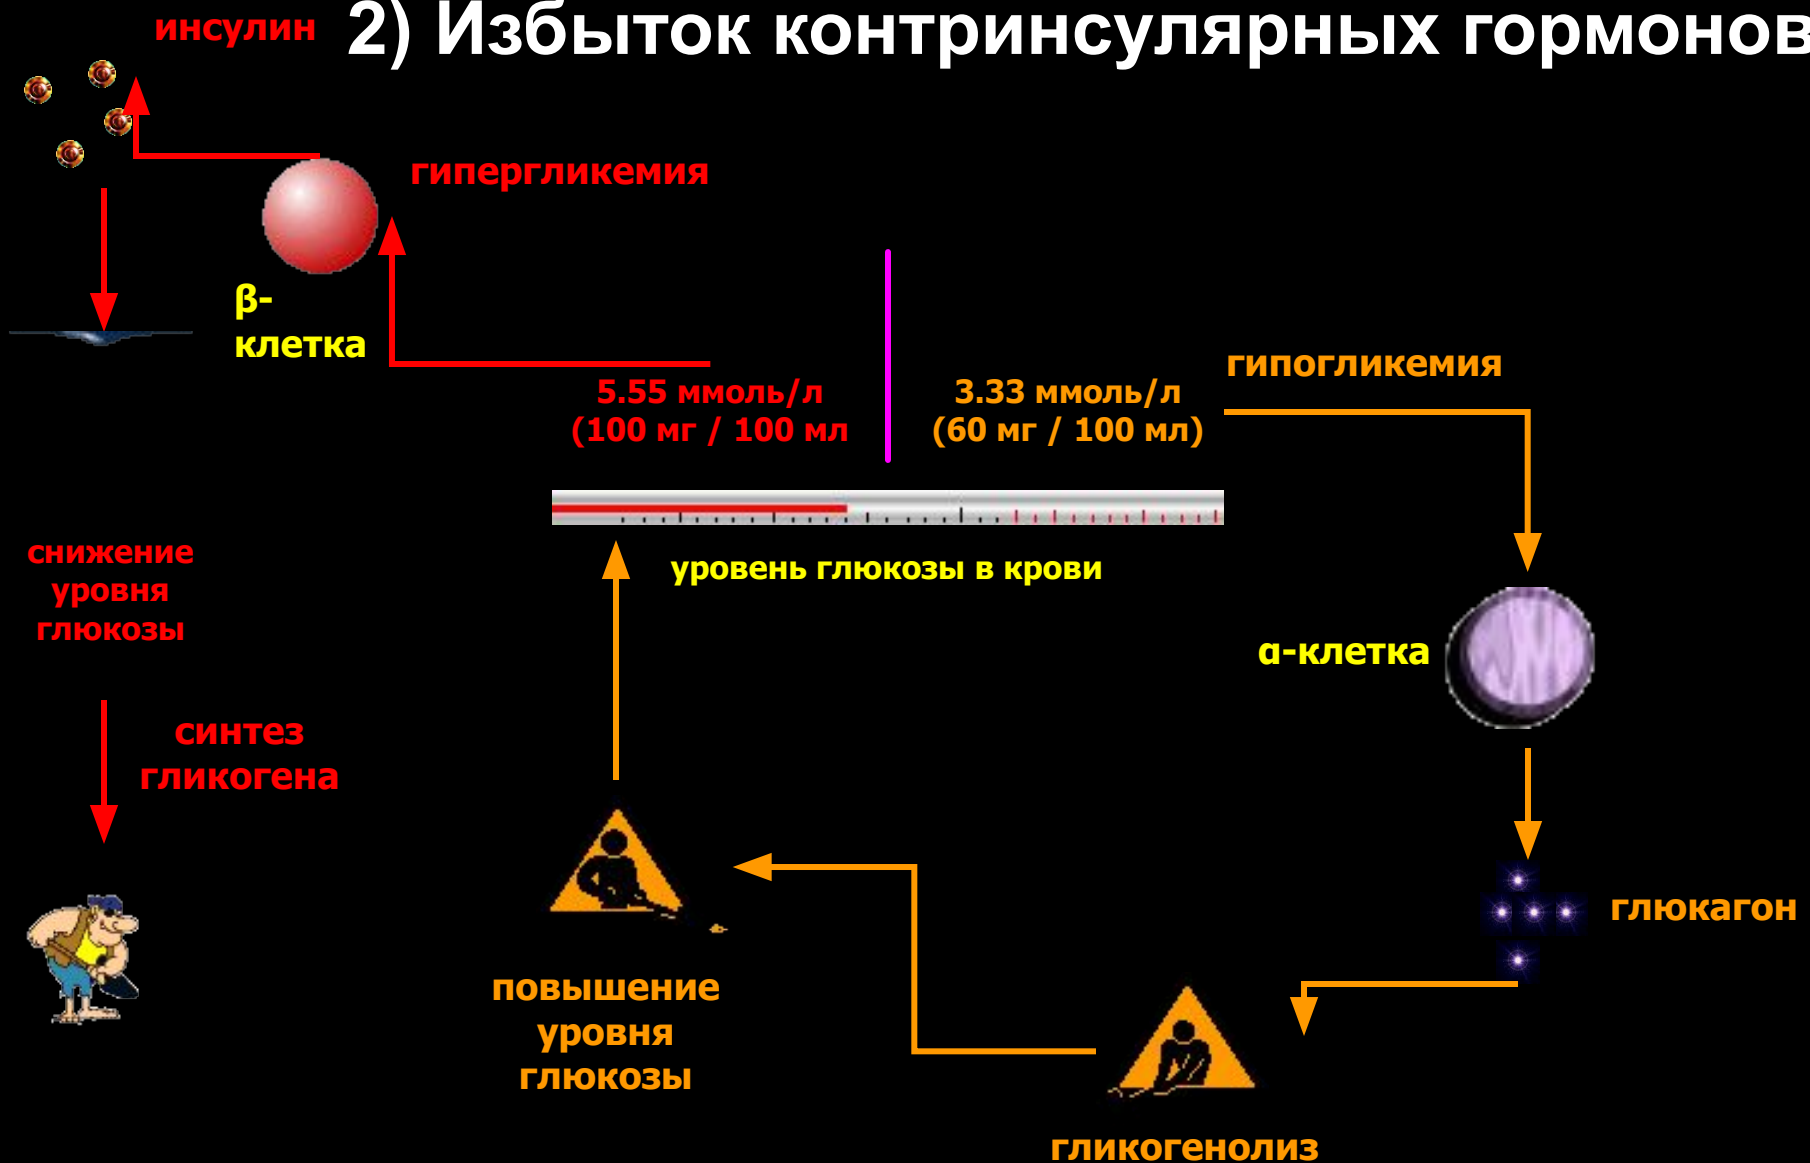 2) Избыток контринсулярных гормонов
инсулин
гипергликемия
β-
клетка
5.55 ммоль/л
(100 мг / 100 мл
3.33 ммоль/л
(60 мг / 100 мл)
гипогликемия
уровень глюкозы в крови
снижение
уровня
глюкозы
α-клетка
синтез
гликогена
глюкагон
повышение
уровня
глюкозы
гликогенолиз